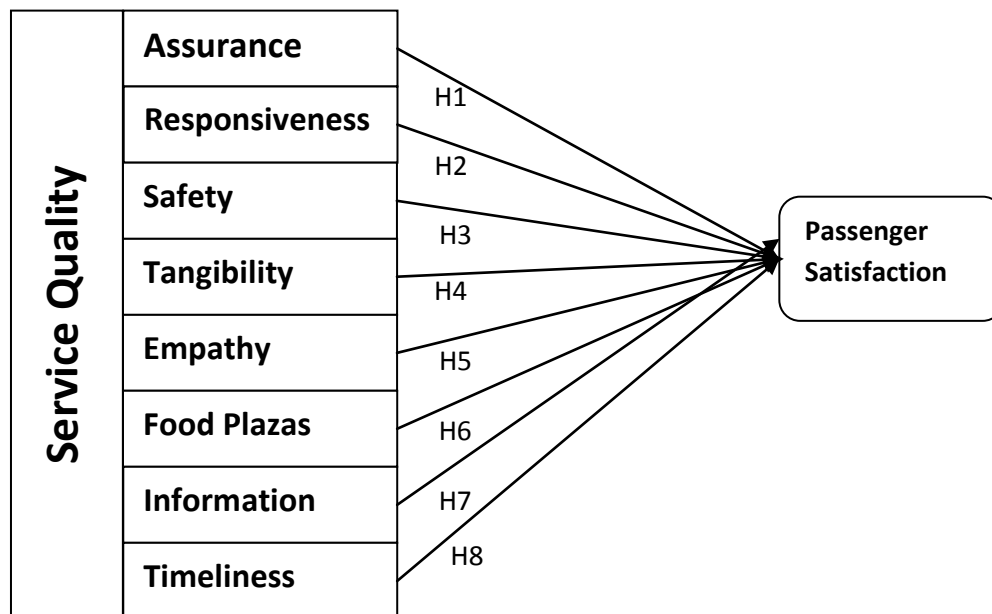 Service Quality
Assurance
Responsiveness
Safety
Tangibility
Empathy
Food Plazas
Information
Timeliness
H1
H2
H3
H4
H5
H6
H7
H8
Passenger
Satisfaction